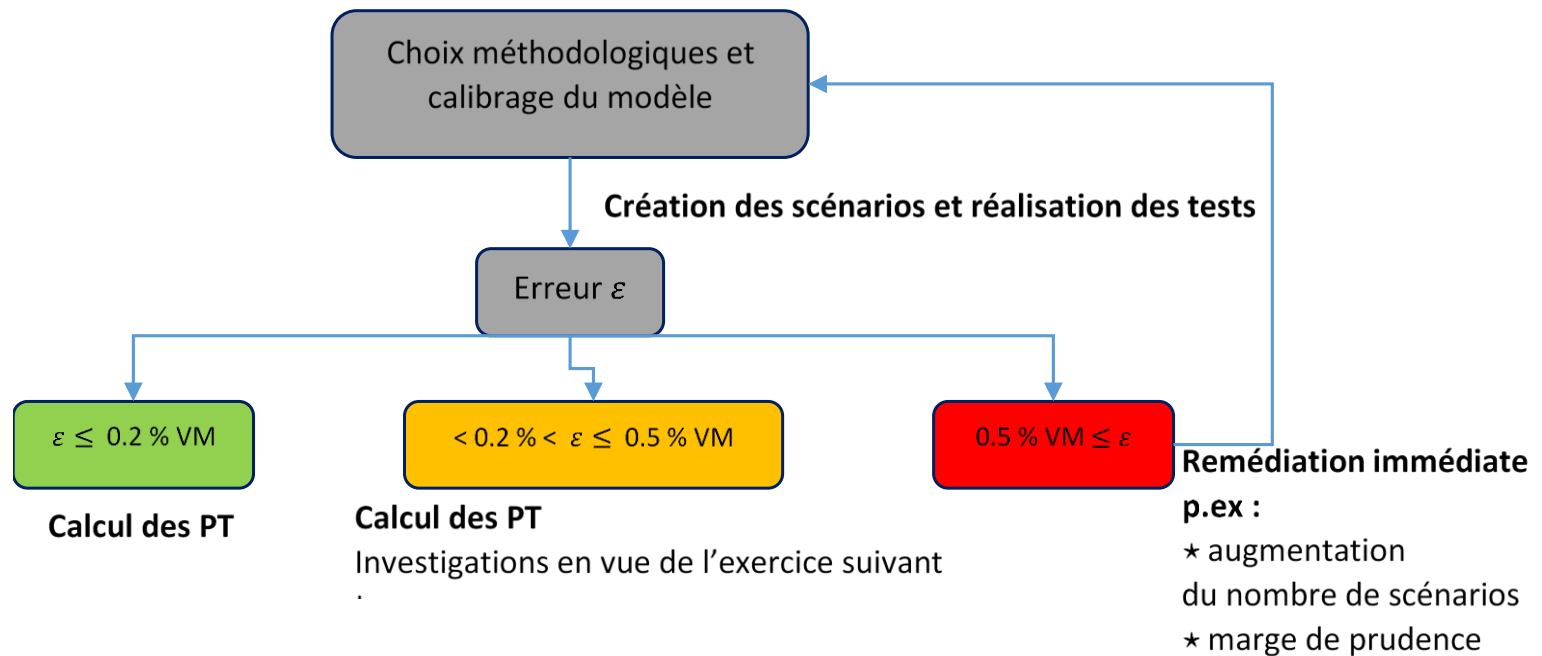 Choix méthodologiques et
calibrage du modèle
Création des scénarios et réalisation des tests
Erreur ε
ε ≤ 0.2 % VM
< 0.2 % < ε ≤ 0.5 % VM
0.5 % VM ≤ ε
Calcul des PT
Calcul des PT
Investigations en vue de l’exercice suivant
.
Remédiation immédiate
p.ex :
⋆ augmentation
du nombre de scénarios
⋆ marge de prudence